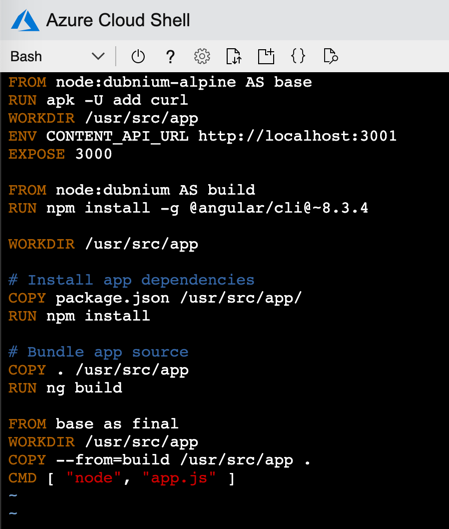 Azure Cloud Shell
Bash ? { }
FROM node:dubnium-alpine AS base
RUN apk -U add curl
WORKDIR /usr/src/app
ENV CONTENT_API_URL http://localhost:3001
EXPOSE 3000
FROM node:dubnium AS build
RUN npm install -g @angular/cli@~8.3.4
WORKDIR /usr/src/app
# Install app dependencies
COPY package.json /usr/src/app/
RUN npm install
# Bundle app source
COPY . /usr/src/app
RUN ng build
FROM base as final
WORKDIR /usr/src/app
COPY --from=build /usr/src/app .
CMD [ "node", "app.js" ]
~
~